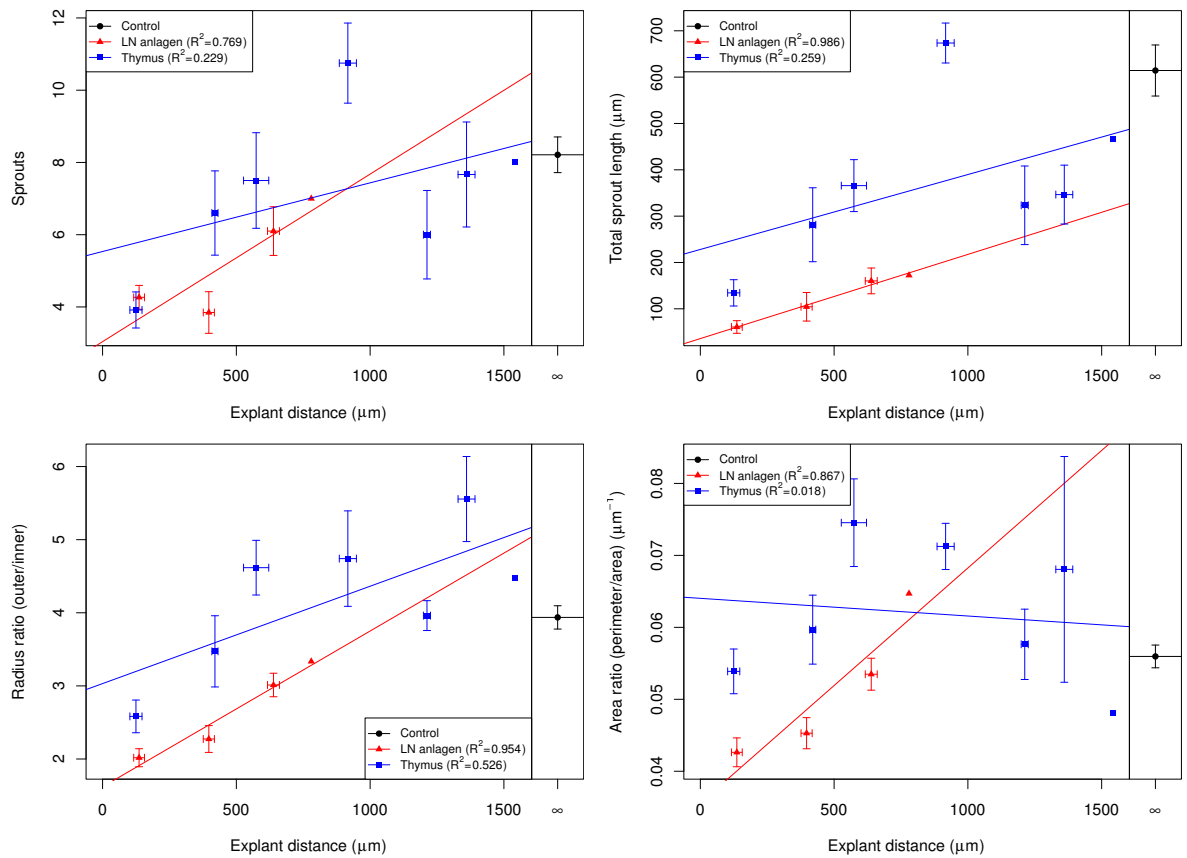 Control
LN anlagen (R²=0.769)
Thymus (R²=0.229)
Sprouts
12
10
8
6
4
0 500 1000 1500 ∞
Explant distance (μm)
Control
LN anlagen (R²=0.986)
Thymus (R²=0.259)
Total sprout length (μm)
700
600
500
400
300
200
100
0 500 1000 1500 ∞
Explant distance (μm)
Radius ratio (outer/inner)
6
5
4
3
2
Control
LN anlagen (R²=0.954)
Thymus (R²=0.526)
0 500 1000 1500 ∞
Explant distance (μm)
Control
LN anlagen (R²=0.867)
Thymus (R²=0.018)
Area ratio (perimeter/area) (μm⁻¹)
0.08
0.07
0.06
0.05
0.04
0 500 1000 1500 ∞
Explant distance (μm)